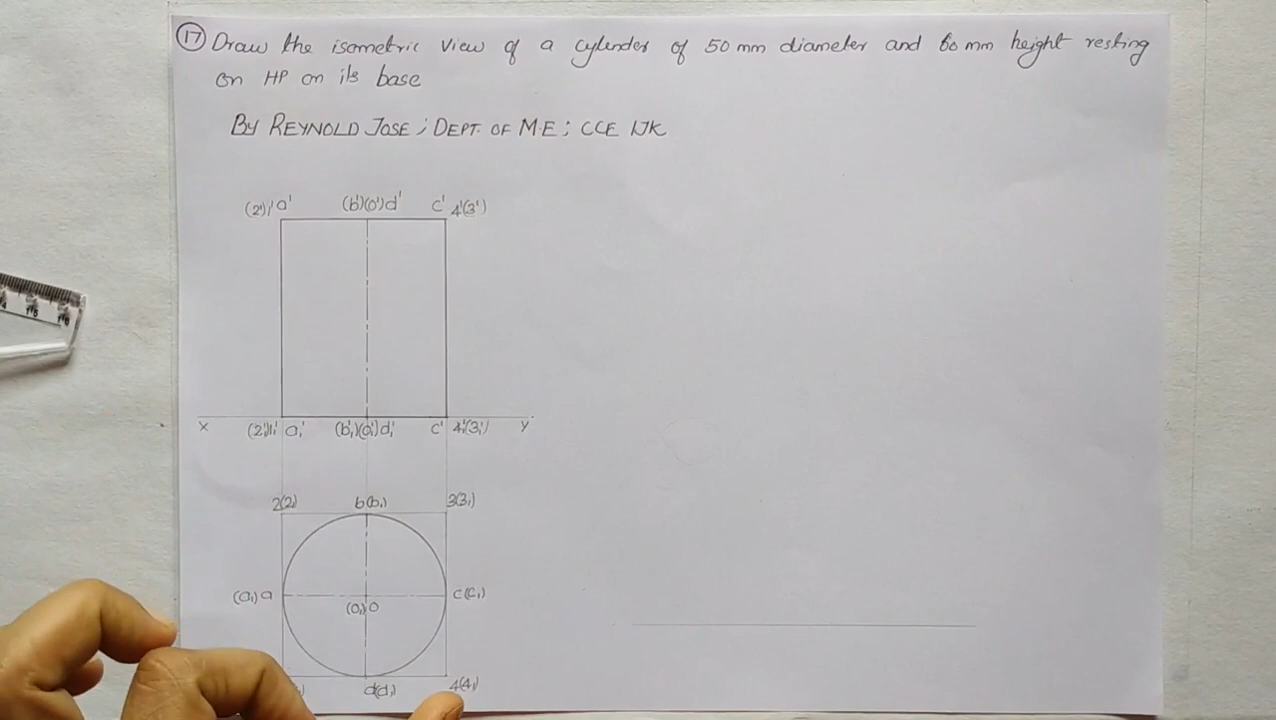 17 Draw the isometric view of a cylinder of 50 mm diameter and 60 mm height resting
on HP on its base
BY REYNOLD JOSE ; DEPT. OF M.E ; CCE IJK
(2')1' a' (b')(o')d' c' 4'(3')
X (2₁')1₁' a₁' (b₁')(o₁')d₁' c' 4₁'(3₁') Y
2(2₁) b(b₁) 3(3₁)
(a₁) a (o₁) o c(c₁)
d(d₁) 4(4₁)